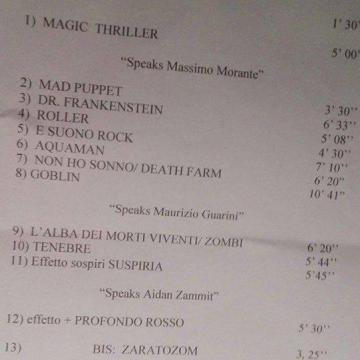 1) MAGIC THRILLER 1' 30'
5' 00'
“Speaks Massimo Morante”
2) MAD PUPPET
3) DR. FRANKENSTEIN 3' 30''
4) ROLLER 6' 33''
5) E SUONO ROCK 5' 08''
6) AQUAMAN 4' 30''
7) NON HO SONNO/ DEATH FARM 7' 10''
8) GOBLIN 6' 20”
10' 41”
“Speaks Maurizio Guarini”
9) L'ALBA DEI MORTI VIVENTI/ ZOMBI 6' 20''
10) TENEBRE 5' 44''
11) Effetto sospiri SUSPIRIA 5'45''
“Speaks Aidan Zammit”
12) effetto + PROFONDO ROSSO 5' 30''
13) BIS: ZARATOZOM 3, 25''